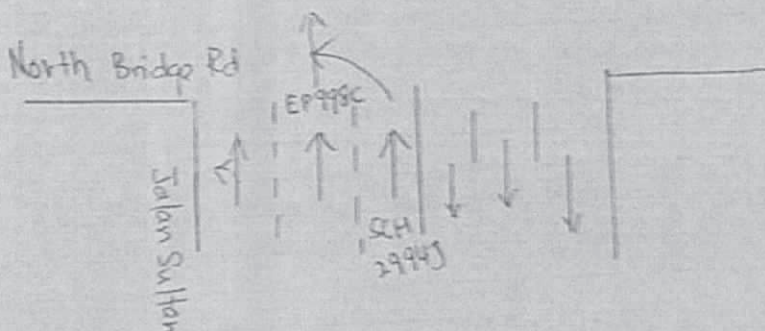 North Bridge Rd
EP998C
Jalan Sultan
SCH
2994J